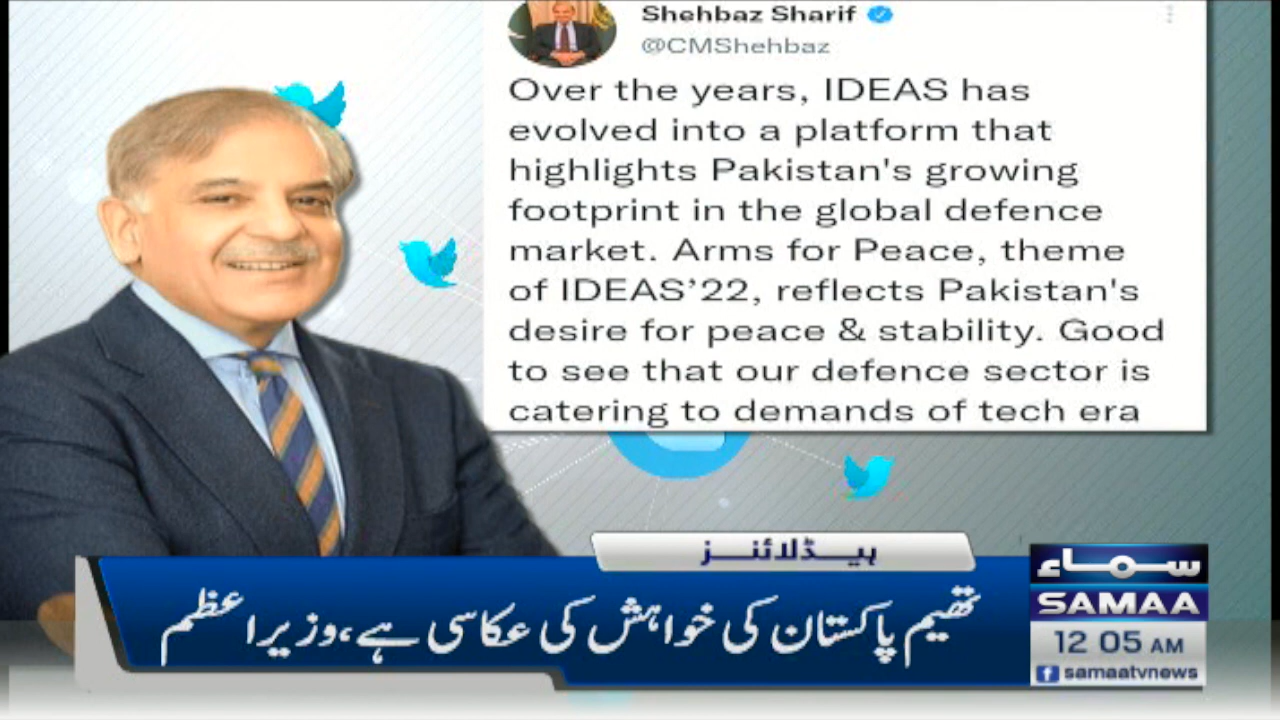 Shehbaz Sharif
@CMShehbaz
Over the years, IDEAS has
evolved into a platform that
highlights Pakistan's growing
footprint in the global defence
market. Arms for Peace, theme
of IDEAS’22, reflects Pakistan's
desire for peace & stability. Good
to see that our defence sector is
catering to demands of tech era
ہیڈلائنز
تھیم پاکستان کی خواہش کی عکاسی ہے،وزیراعظم
سماء
SAMAA
12 05 AM
samaatvnews